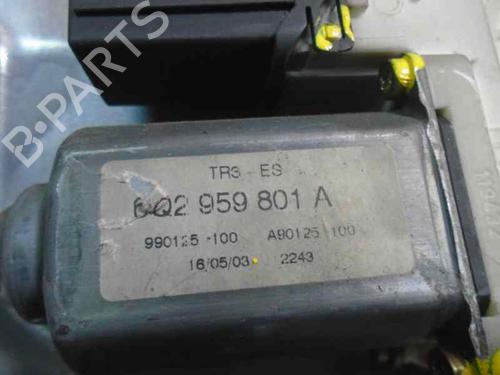 B-PARTS
TR3 - ES
6Q2 959 801 A
990125 -100 A90125 -100
16/05/03 2243